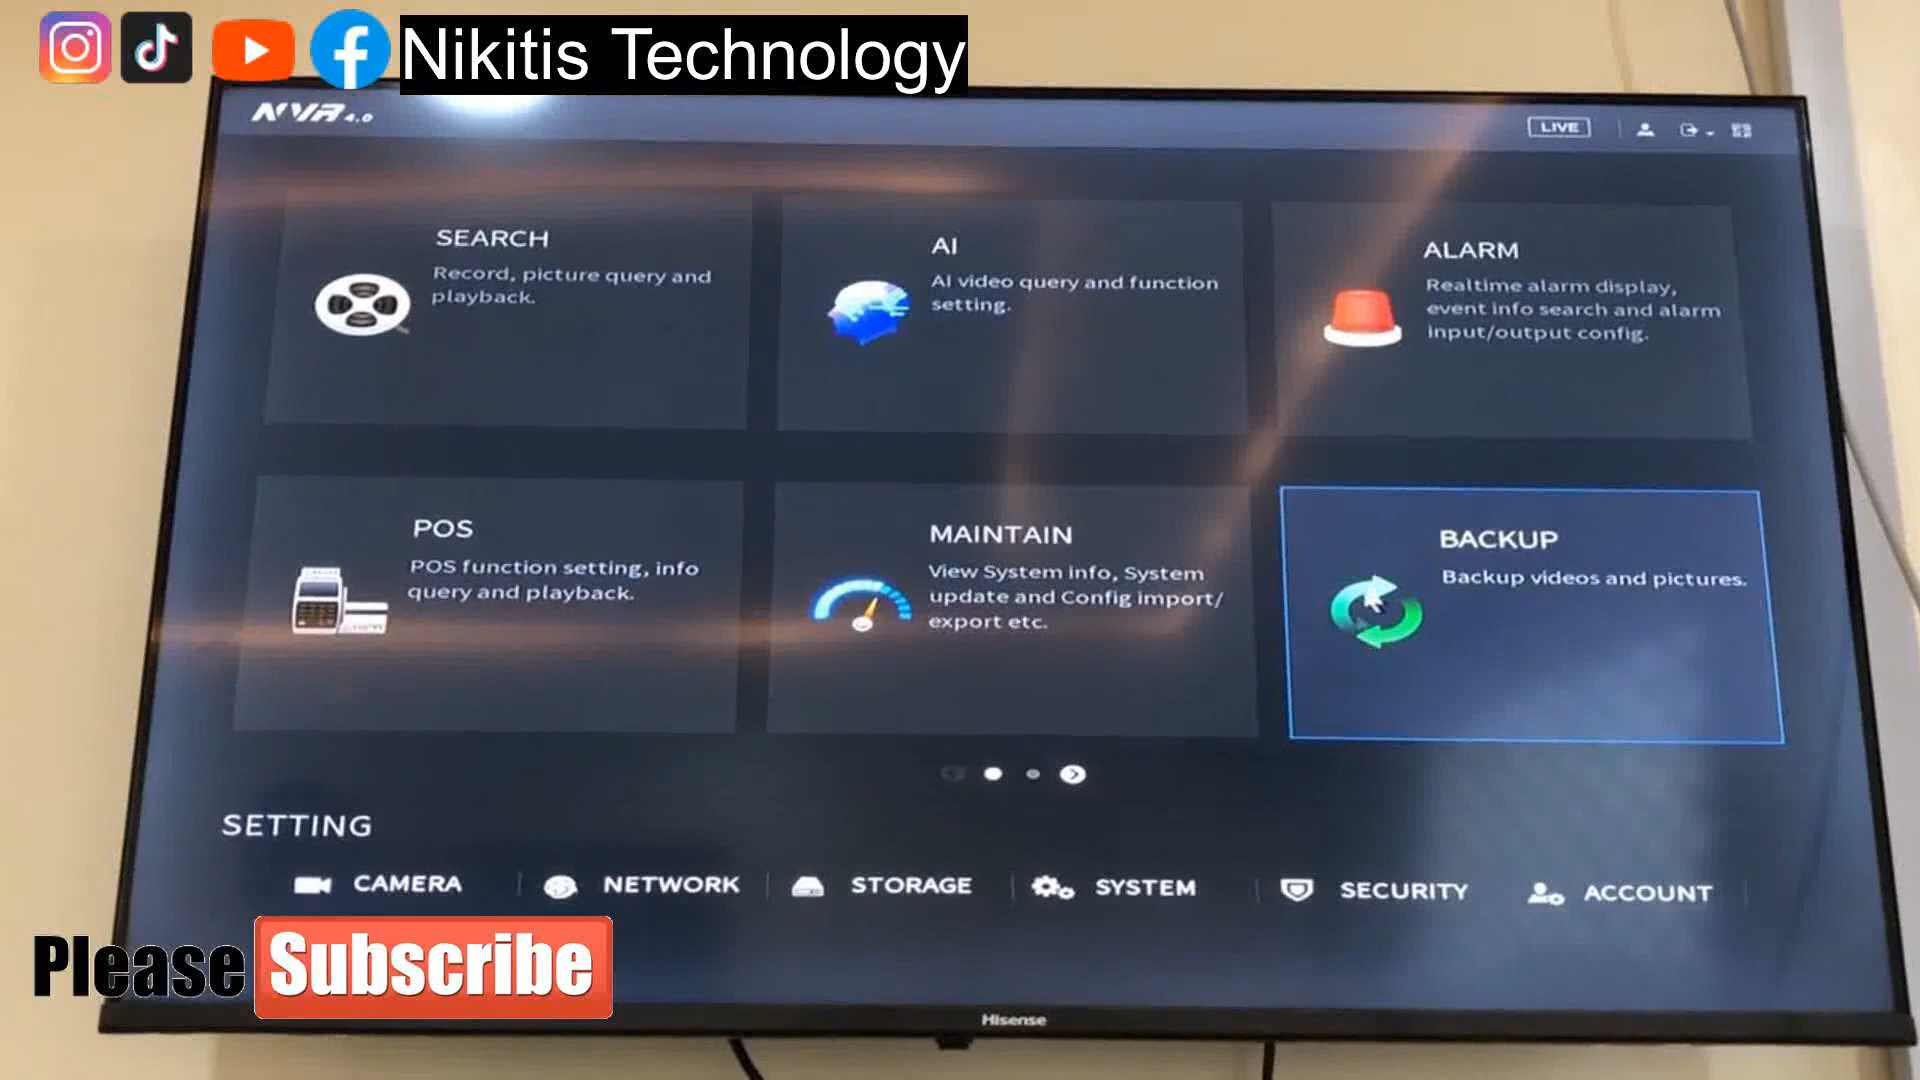 Nikitis Technology
NVR 4.0
LIVE
SEARCH
Record, picture query and
playback.
AI
AI video query and function
setting.
ALARM
Realtime alarm display,
event info search and alarm
input/output config.
POS
POS function setting, info
query and playback.
MAINTAIN
View System info, System
update and Config import/
export etc.
BACKUP
Backup videos and pictures.
SETTING
CAMERA
NETWORK
STORAGE
SYSTEM
SECURITY
ACCOUNT
Please Subscribe
Hisense